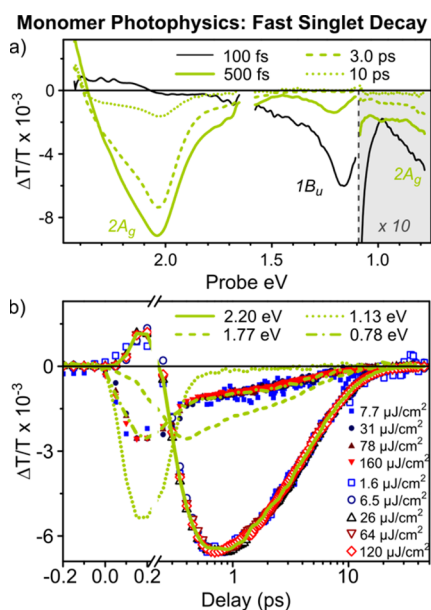 Monomer Photophysics: Fast Singlet Decay
a)
100 fs
500 fs
3.0 ps
10 ps
0
-2
-4
-6
-8
ΔT/T x 10⁻³
2Ag
1Bu
2Ag
x 10
2.0
1.5
1.0
Probe eV
b)
2.20 eV
1.77 eV
1.13 eV
0.78 eV
0
-2
-4
-6
ΔT/T x 10⁻³
7.7 µJ/cm²
31 µJ/cm²
78 µJ/cm²
160 µJ/cm²
1.6 µJ/cm²
6.5 µJ/cm²
26 µJ/cm²
64 µJ/cm²
120 µJ/cm²
-0.2
0.0
0.2
1
10
Delay (ps)